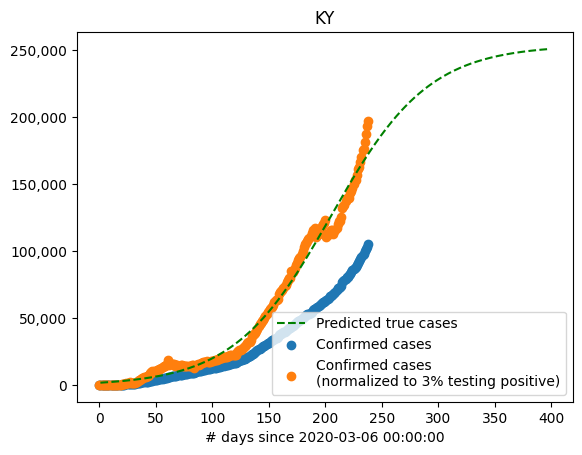 KY
250,000
200,000
150,000
100,000
50,000
0
Predicted true cases
Confirmed cases
Confirmed cases
(normalized to 3% testing positive)
0 50 100 150 200 250 300 350 400
# days since 2020-03-06 00:00:00